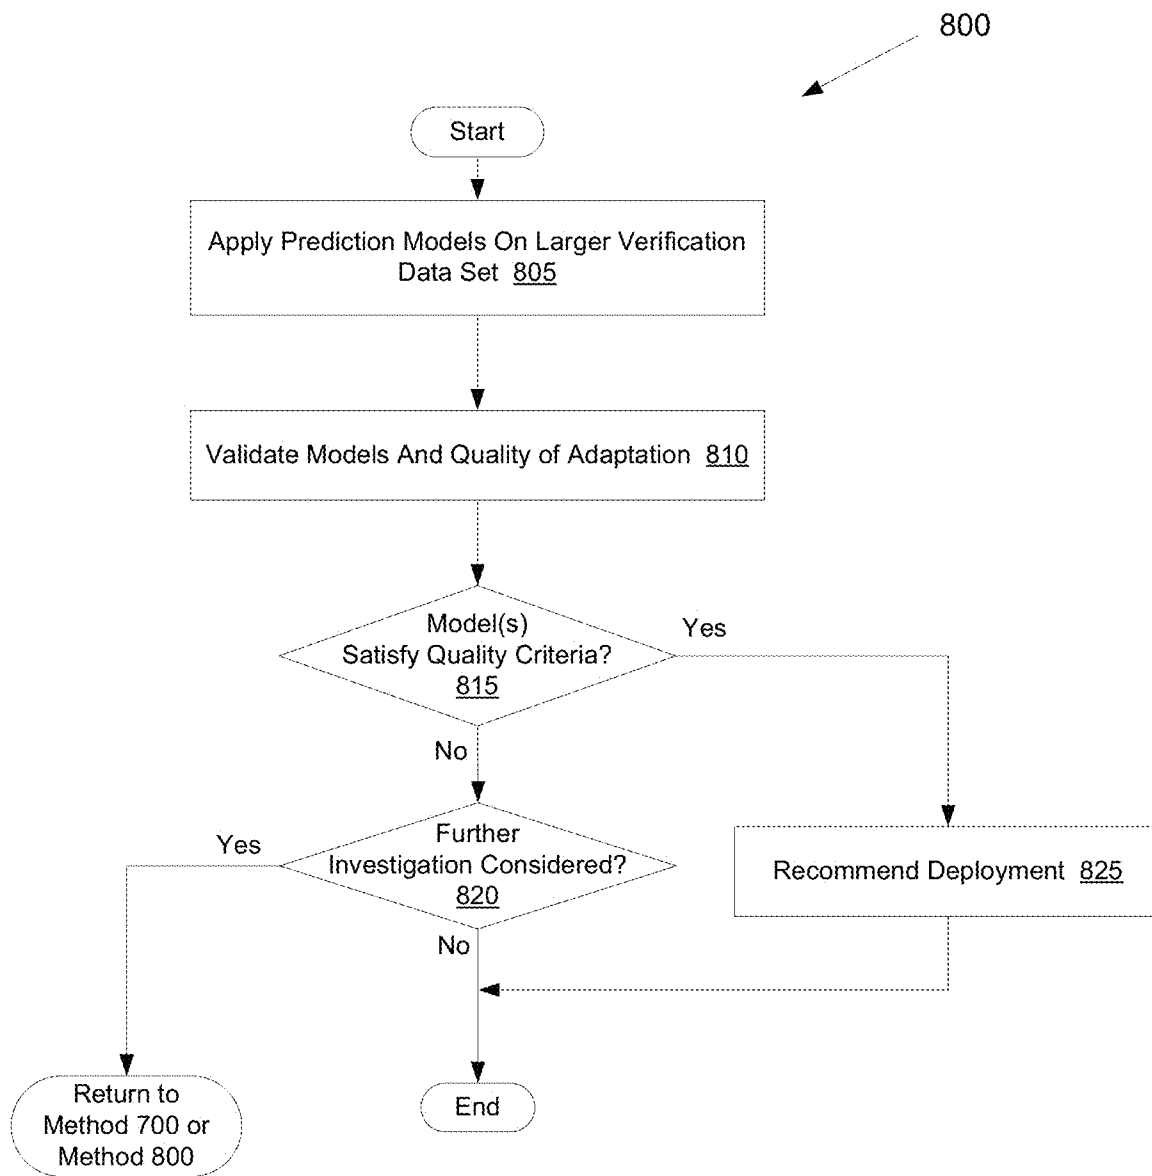 800
Start
Apply Prediction Models On Larger Verification
Data Set 805
Validate Models And Quality of Adaptation 810
Model(s)
Satisfy Quality Criteria?
815
Yes
No
Further
Investigation Considered?
820
Yes
No
Recommend Deployment 825
Return to
Method 700 or
Method 800
End